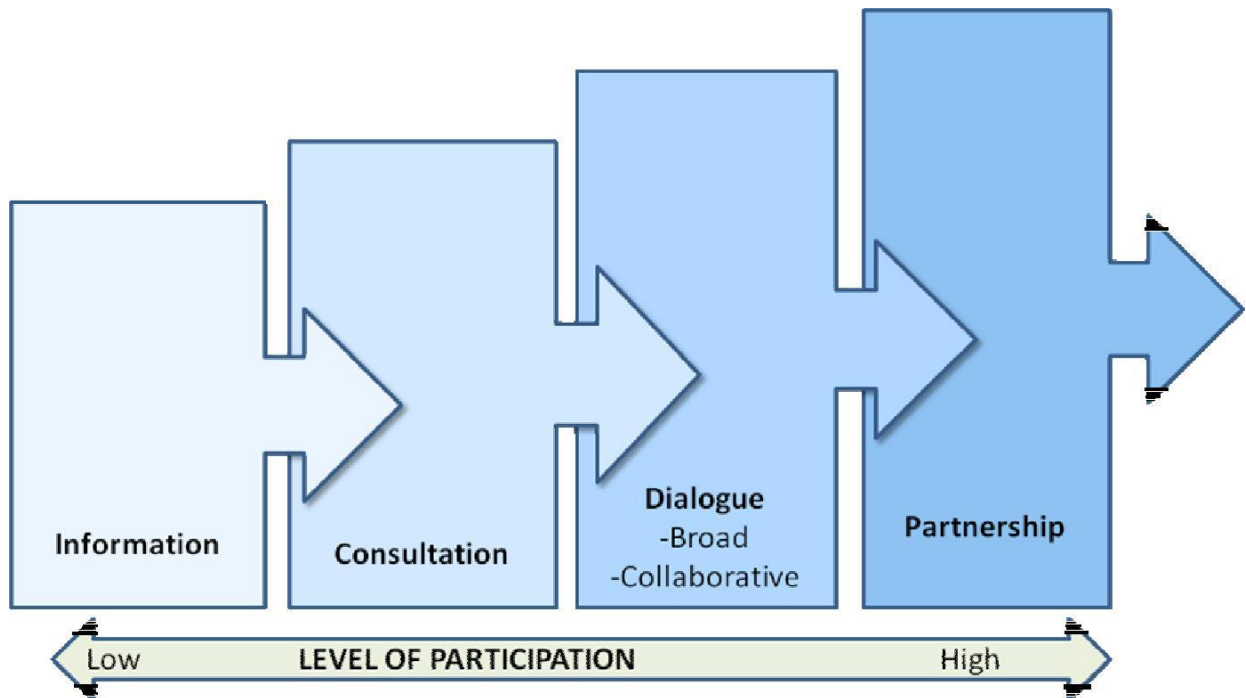 Information
Consultation
Dialogue
-Broad
-Collaborative
Partnership
Low LEVEL OF PARTICIPATION High